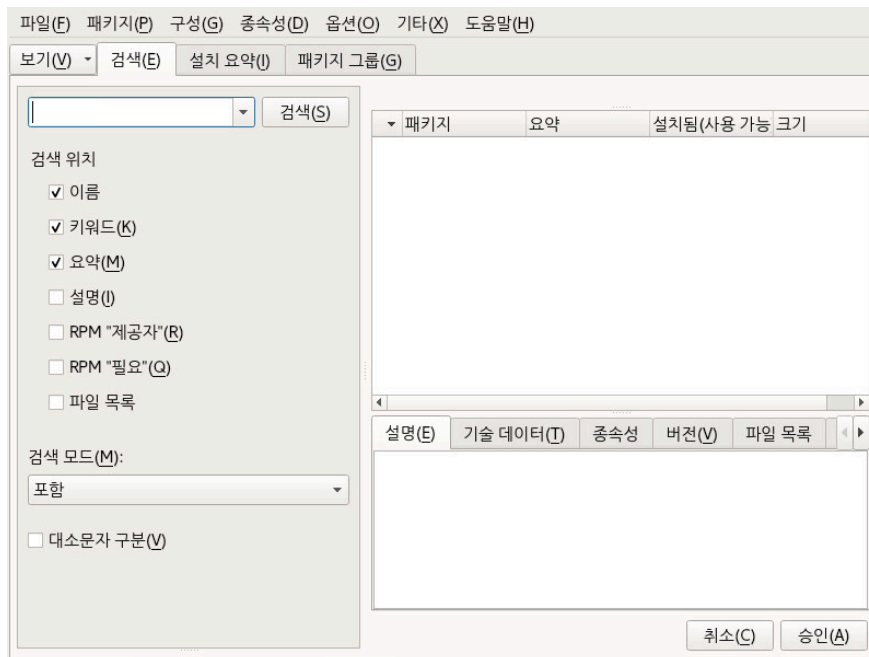 파일(F) 패키지(P) 구성(G) 종속성(D) 옵션(O) 기타(X) 도움말(H)
보기(V) 검색(E) 설치 요약(I) 패키지 그룹(G)
검색(S)
검색 위치
이름
키워드(K)
요약(M)
설명(I)
RPM "제공자"(R)
RPM "필요"(Q)
파일 목록
검색 모드(M):
포함
대소문자 구분(V)
패키지 요약 설치됨(사용 가능 크기
설명(E) 기술 데이터(T) 종속성 버전(V) 파일 목록
취소(C) 승인(A)